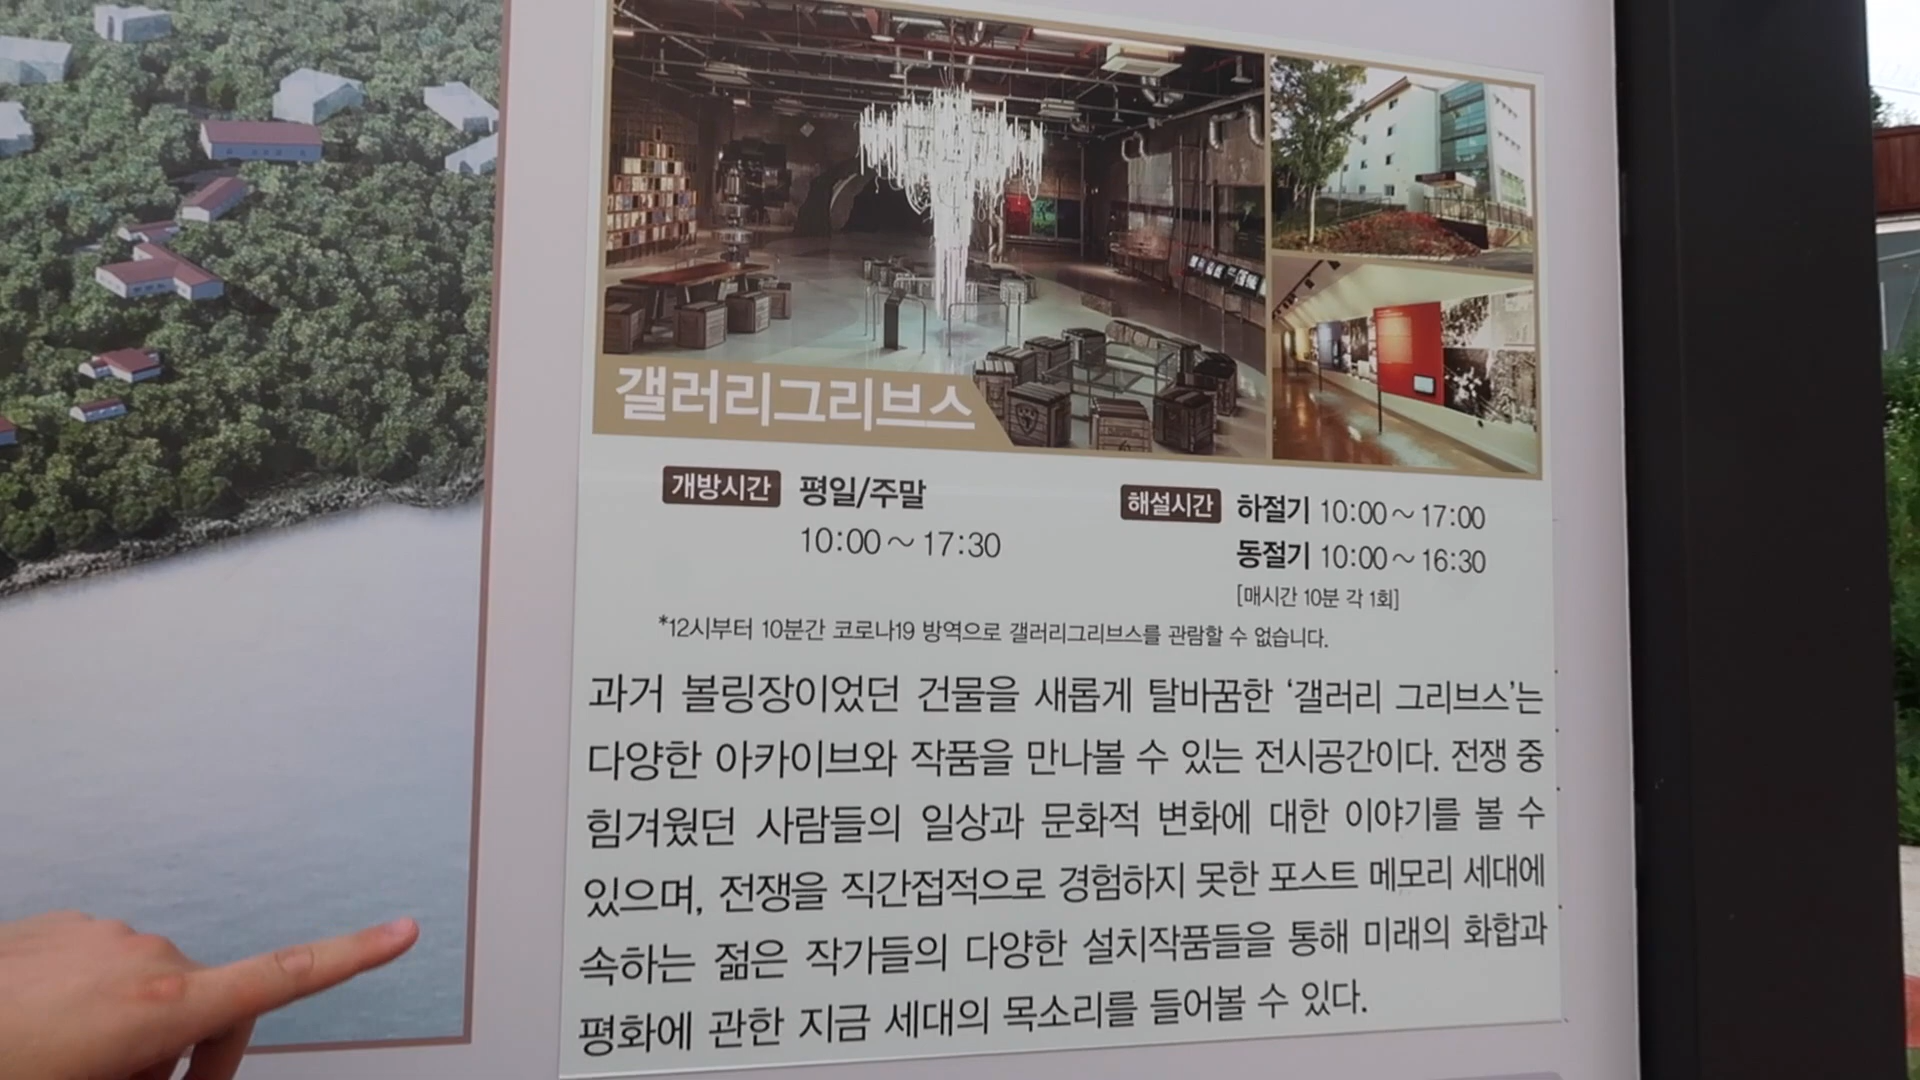 갤러리그리브스
개방시간 평일/주말
10:00~17:30
해설시간 하절기 10:00~17:00
동절기 10:00~16:30
[매시간 10분 각 1회]
*12시부터 10분간 코로나19 방역으로 갤러리그리브스를 관람할 수 없습니다.
과거 볼링장이었던 건물을 새롭게 탈바꿈한 ‘갤러리 그리브스’는
다양한 아카이브와 작품을 만나볼 수 있는 전시공간이다. 전쟁 중
힘겨웠던 사람들의 일상과 문화적 변화에 대한 이야기를 볼 수
있으며, 전쟁을 직간접적으로 경험하지 못한 포스트 메모리 세대에
속하는 젊은 작가들의 다양한 설치작품들을 통해 미래의 화합과
평화에 관한 지금 세대의 목소리를 들어볼 수 있다.